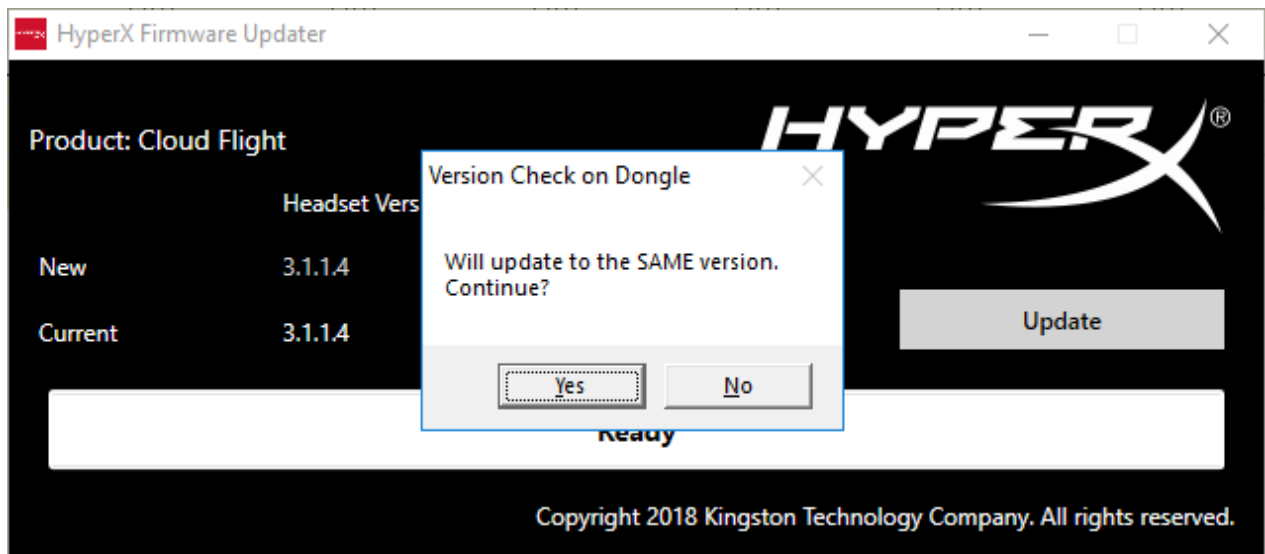 HyperX Firmware Updater
Product: Cloud Flight
HYPERX®
Version Check on Dongle
Headset Vers
Will update to the SAME version.
Continue?
New 3.1.1.4
Current 3.1.1.4
Update
Yes No
Ready
Copyright 2018 Kingston Technology Company. All rights reserved.